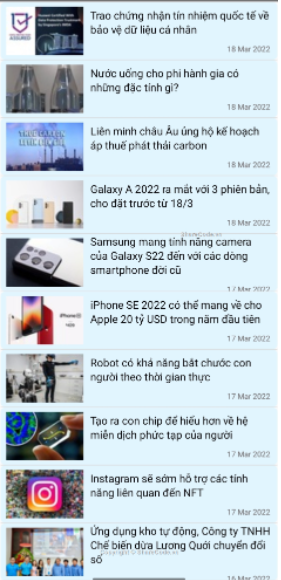 Trao chứng nhận tín nhiệm quốc tế về
bảo vệ dữ liệu cá nhân
18 Mar 2022
Nước uống cho phi hành gia có
những đặc tính gì?
18 Mar 2022
Liên minh châu Âu ủng hộ kế hoạch
áp thuế phát thải carbon
18 Mar 2022
Galaxy A 2022 ra mắt với 3 phiên bản,
cho đặt trước từ 18/3
18 Mar 2022
ShareCode.vn
Samsung mang tính năng camera
của Galaxy S22 đến với các dòng
smartphone đời cũ
17 Mar 2022
iPhone SE
iPhone SE 2022 có thể mang về cho
Apple 20 tỷ USD trong năm đầu tiên
17 Mar 2022
Robot có khả năng bắt chước con
người theo thời gian thực
17 Mar 2022
Tạo ra con chip để hiểu hơn về hệ
miễn dịch phức tạp của người
17 Mar 2022
Instagram sẽ sớm hỗ trợ các tính
năng liên quan đến NFT
17 Mar 2022
Ứng dụng kho tự động, Công ty TNHH
Chế biến dừa Lương Quới chuyển đổi
số
Copyright © ShareCode.vn
16 Mar 2022